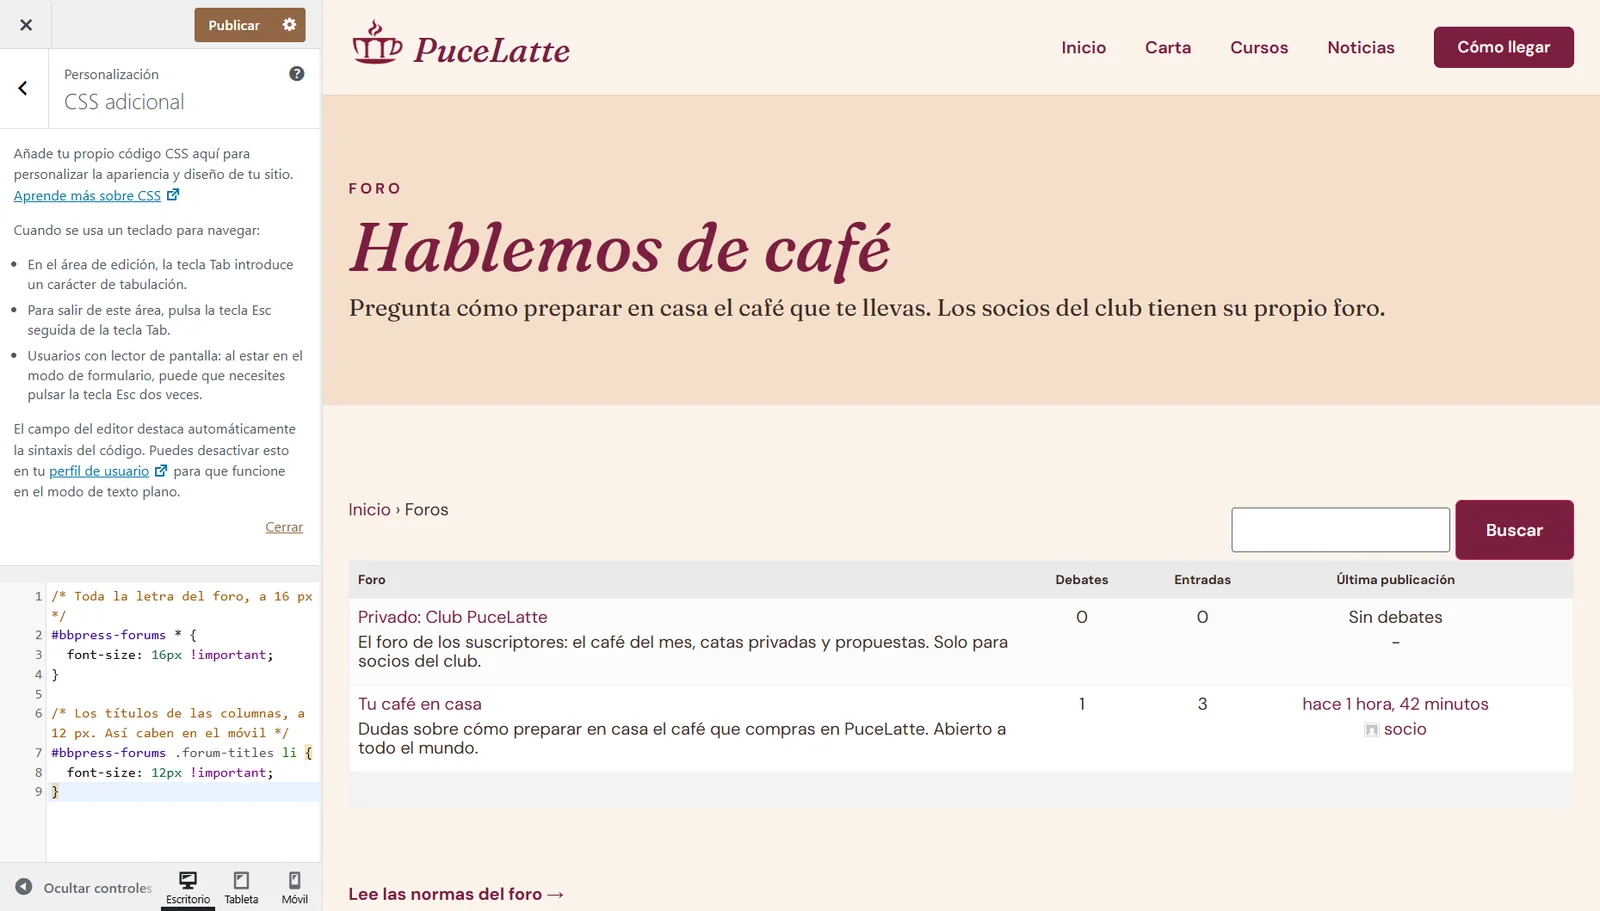 Publicar
Personalización
CSS adicional
Añade tu propio código CSS aquí para
personalizar la apariencia y diseño de tu sitio.
Aprende más sobre CSS
Cuando se usa un teclado para navegar:
En el área de edición, la tecla Tab introduce
un carácter de tabulación.
Para salir de este área, pulsa la tecla Esc
seguida de la tecla Tab.
Usuarios con lector de pantalla: al estar en el
modo de formulario, puede que necesites
pulsar la tecla Esc dos veces.
El campo del editor destaca automáticamente
la sintaxis del código. Puedes desactivar esto
en tu perfil de usuario para que funcione
en el modo de texto plano.
Cerrar
1 /* Toda la letra del foro, a 16 px
*/
2 #bbpress-forums * {
3 font-size: 16px !important;
4 }
5
6 /* Los títulos de las columnas, a
12 px. Así caben en el móvil */
7 #bbpress-forums .forum-titles li {
8 font-size: 12px !important;
9 }
Ocultar controles
Escritorio Tableta Móvil
PuceLatte
Inicio Carta Cursos Noticias Cómo llegar
FORO
Hablemos de café
Pregunta cómo preparar en casa el café que te llevas. Los socios del club tienen su propio foro.
Inicio › Foros
Buscar
Foro Debates Entradas Última publicación
Privado: Club PuceLatte 0 0 Sin debates
El foro de los suscriptores: el café del mes, catas privadas y propuestas. Solo para –
socios del club.
Tu café en casa 1 3 hace 1 hora, 42 minutos
Dudas sobre cómo preparar en casa el café que compras en PuceLatte. Abierto a socio
todo el mundo.
Lee las normas del foro →